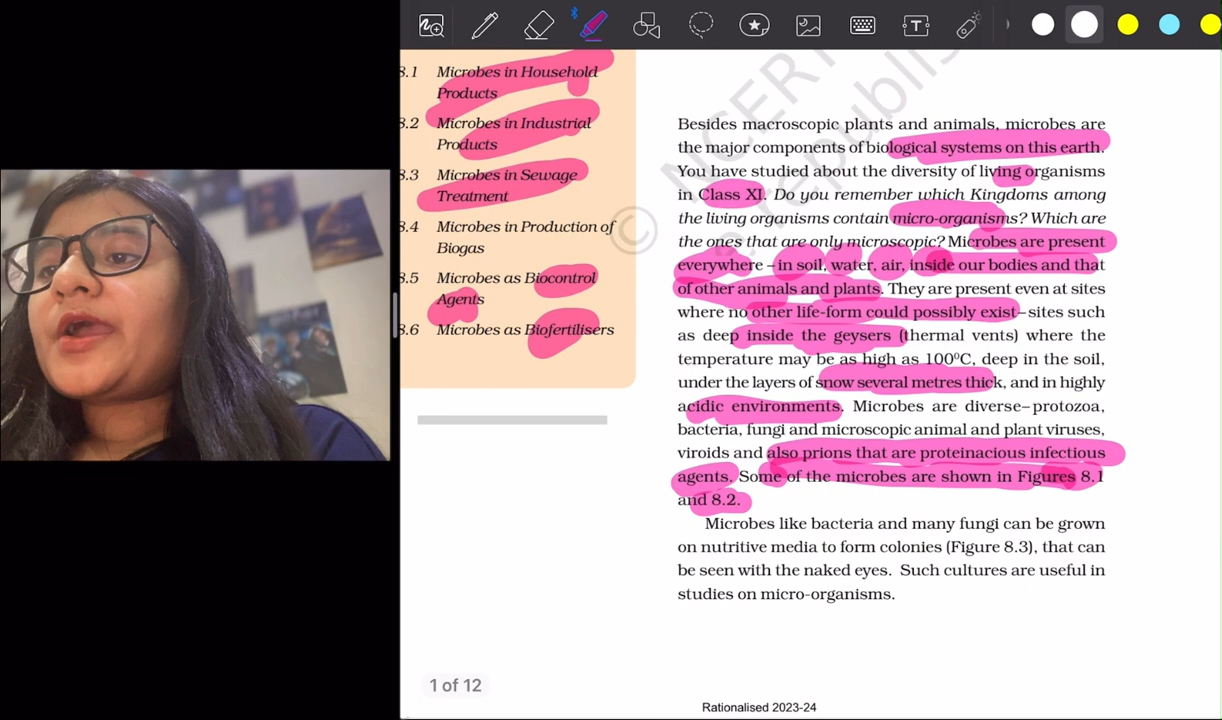 8.1 Microbes in Household
Products
8.2 Microbes in Industrial
Products
8.3 Microbes in Sewage
Treatment
8.4 Microbes in Production of
Biogas
8.5 Microbes as Biocontrol
Agents
8.6 Microbes as Biofertilisers
© NCERT
republis
Besides macroscopic plants and animals, microbes are
the major components of biological systems on this earth.
You have studied about the diversity of living organisms
in Class XI. Do you remember which Kingdoms among
the living organisms contain micro-organisms? Which are
the ones that are only microscopic? Microbes are present
everywhere – in soil, water, air, inside our bodies and that
of other animals and plants. They are present even at sites
where no other life-form could possibly exist–sites such
as deep inside the geysers (thermal vents) where the
temperature may be as high as 100⁰C, deep in the soil,
under the layers of snow several metres thick, and in highly
acidic environments. Microbes are diverse–protozoa,
bacteria, fungi and microscopic animal and plant viruses,
viroids and also prions that are proteinacious infectious
agents. Some of the microbes are shown in Figures 8.1
and 8.2.
Microbes like bacteria and many fungi can be grown
on nutritive media to form colonies (Figure 8.3), that can
be seen with the naked eyes. Such cultures are useful in
studies on micro-organisms.
1 of 12
Rationalised 2023-24